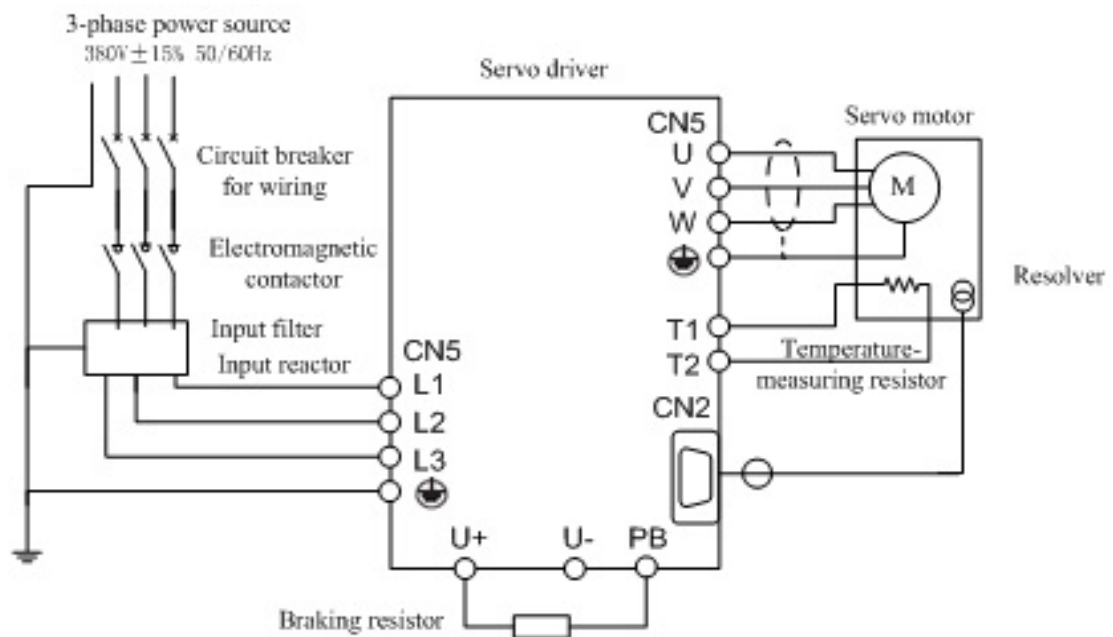 3-phase power source
380V±15% 50/60Hz
Servo driver
Circuit breaker
for wiring
Electromagnetic
contactor
Input filter
Input reactor
CN5
L1
L2
L3
CN5
U
V
W
T1
T2
CN2
Servo motor
M
Resolver
Temperature-
measuring resistor
U+
U-
PB
Braking resistor